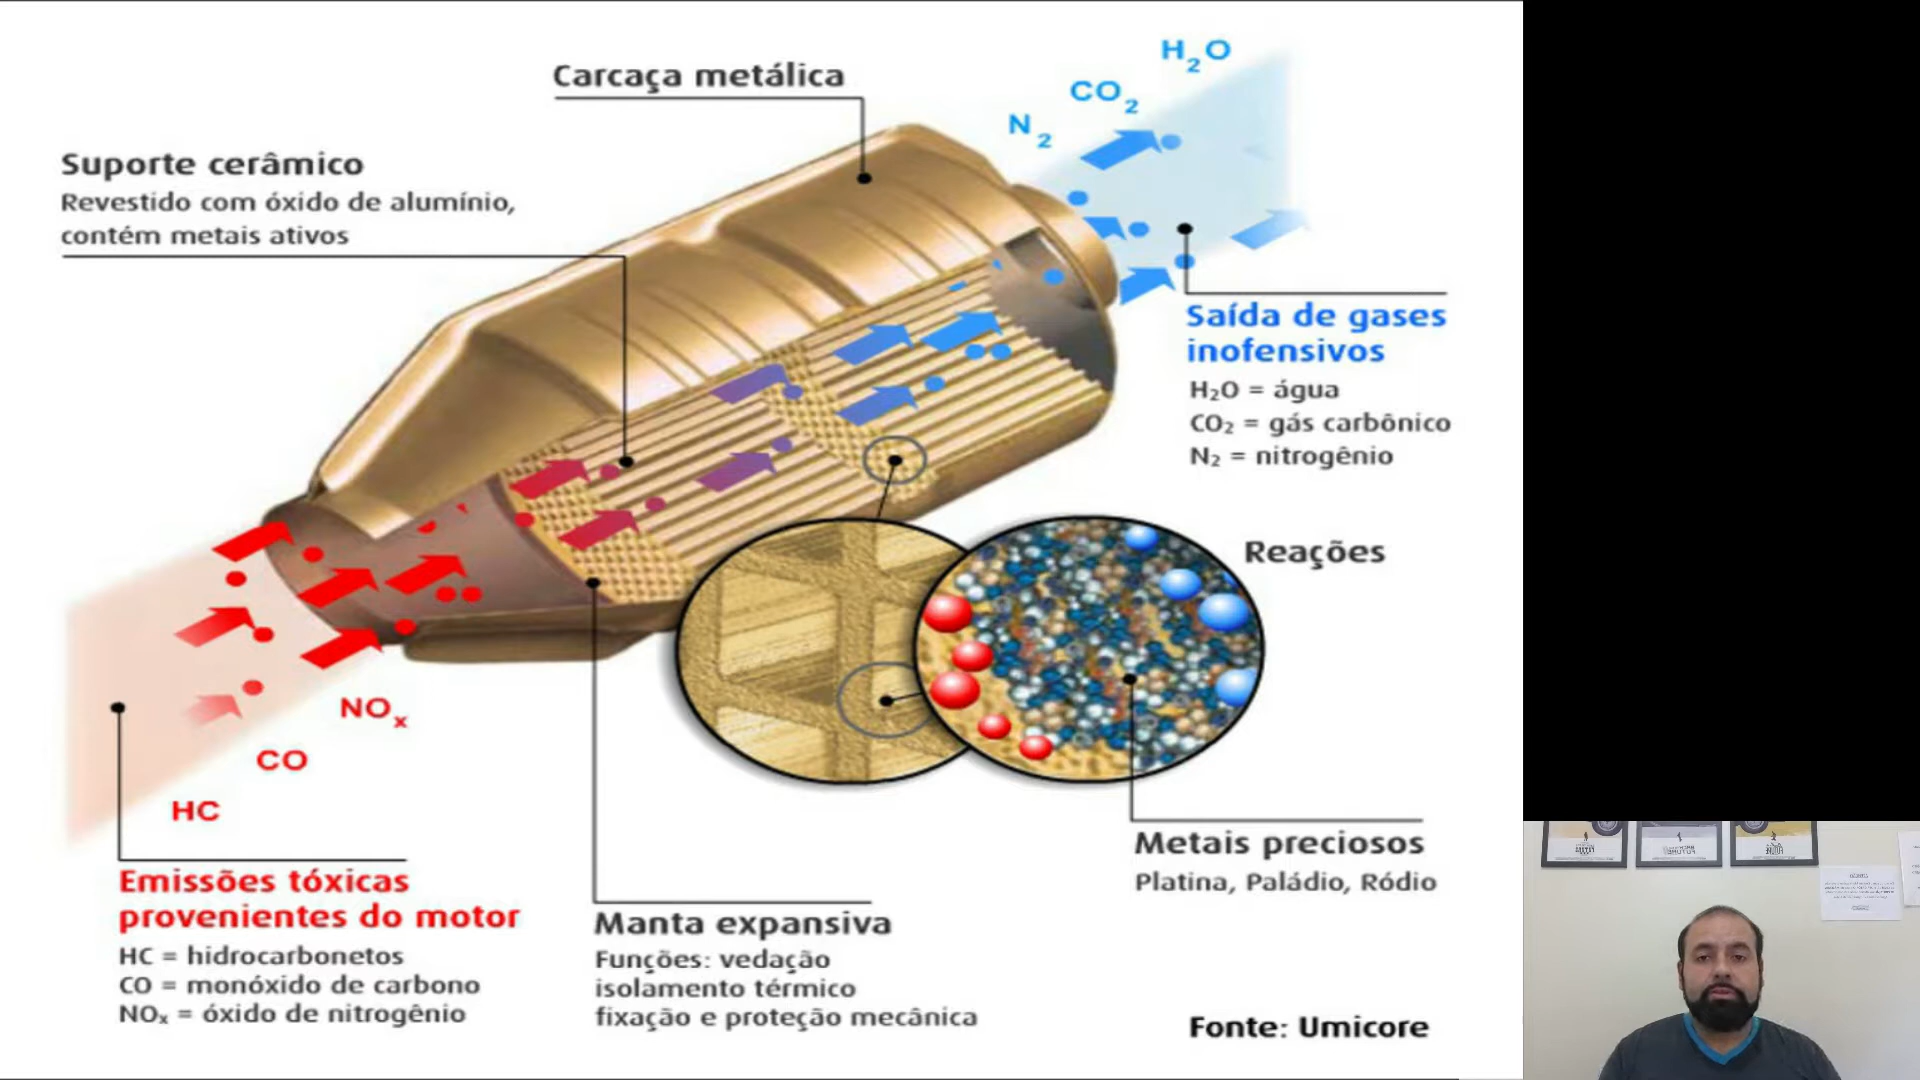 Carcaça metálica
Suporte cerâmico
Revestido com óxido de alumínio,
contém metais ativos
N2
CO2
H2O
Saída de gases
inofensivos
H2O = água
CO2 = gás carbônico
N2 = nitrogênio
Reações
NOx
CO
HC
Emissões tóxicas
provenientes do motor
HC = hidrocarbonetos
CO = monóxido de carbono
NOx = óxido de nitrogênio
Manta expansiva
Funções: vedação
isolamento térmico
fixação e proteção mecânica
Metais preciosos
Platina, Paládio, Ródio
Fonte: Umicore